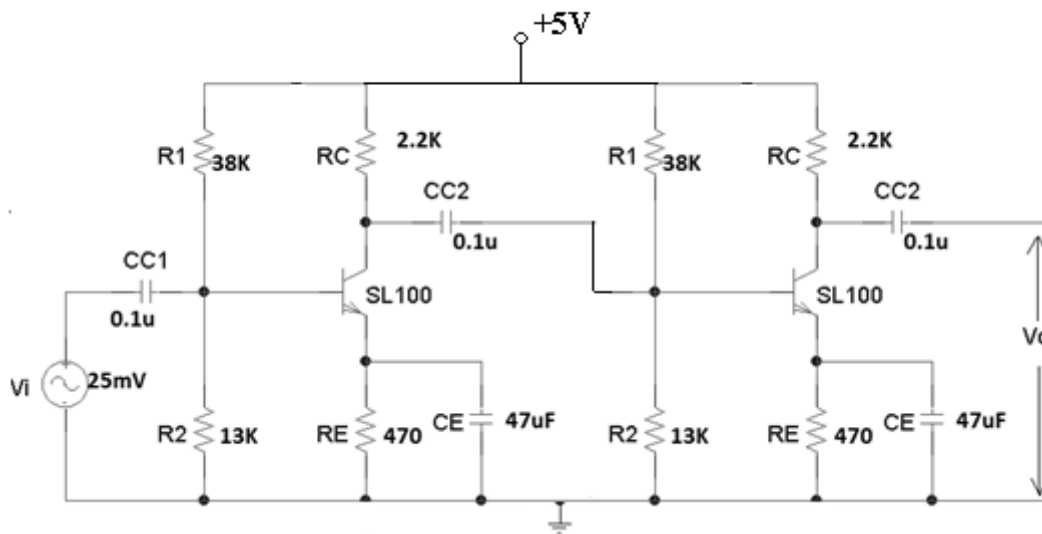 +5V
R1 38K
RC 2.2K
R1 38K
RC 2.2K
CC2 0.1u
CC2 0.1u
CC1 0.1u
SL100
SL100
Vi 25mV
R2 13K
RE 470
CE 47uF
R2 13K
RE 470
CE 47uF